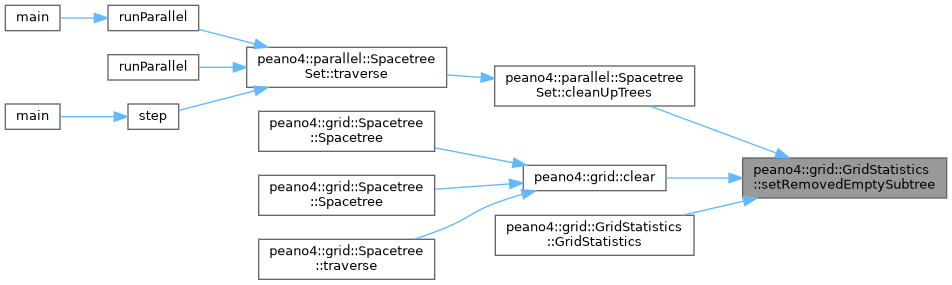 main
runParallel
runParallel
main
step
peano4::parallel::Spacetree
Set::traverse
peano4::grid::Spacetree
::Spacetree
peano4::grid::Spacetree
::Spacetree
peano4::grid::Spacetree
::traverse
peano4::parallel::Spacetree
Set::cleanUpTrees
peano4::grid::clear
peano4::grid::GridStatistics
::GridStatistics
peano4::grid::GridStatistics
::setRemovedEmptySubtree